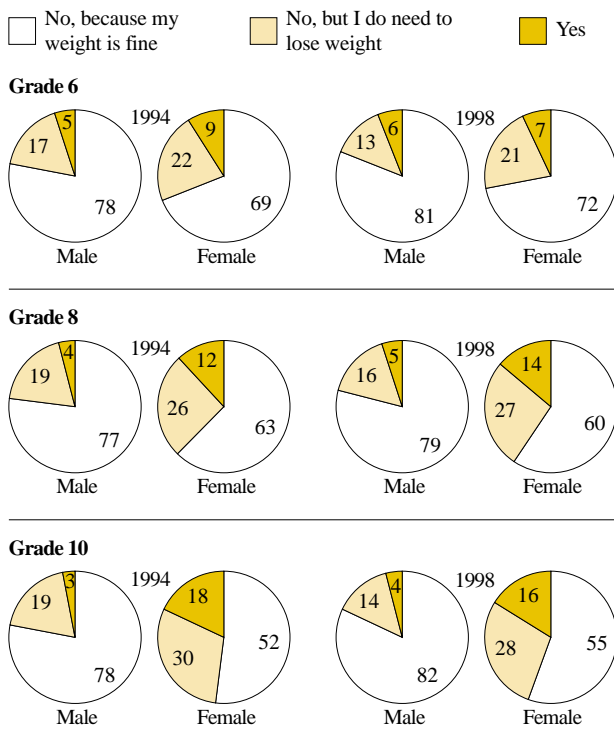 No, because my weight is fine
No, but I do need to lose weight
Yes
Grade 6
1994 1998
5 9 6 7
17 22 13 21
78 69 81 72
Male Female Male Female
Grade 8
1994 1998
4 12 5 14
19 26 16 27
77 63 79 60
Male Female Male Female
Grade 10
1994 1998
3 18 4 16
19 30 14 28
78 52 82 55
Male Female Male Female